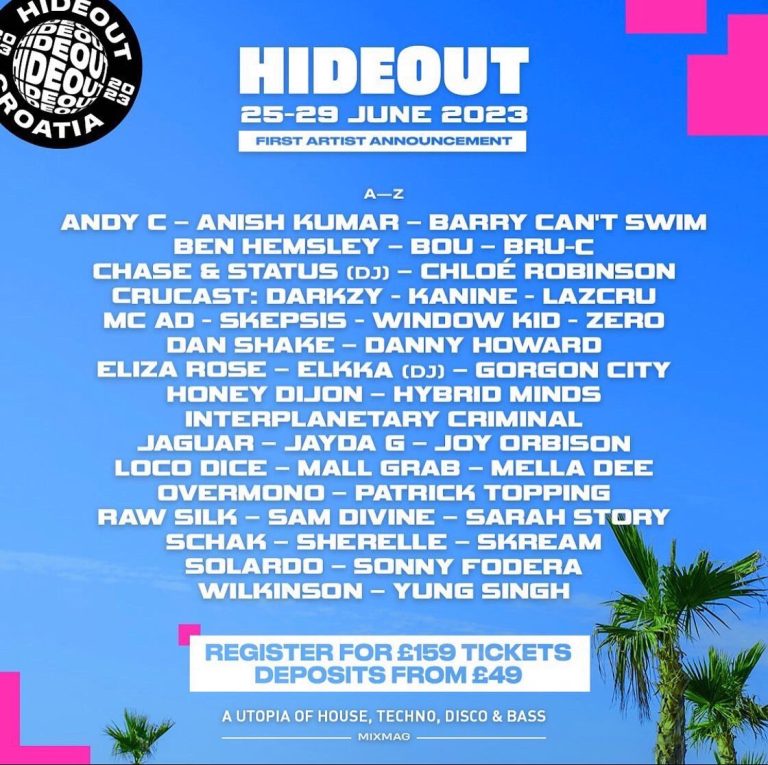 HIDEOUT
CROATIA
2023
2023
HIDEOUT
25-29 JUNE 2023
FIRST ARTIST ANNOUNCEMENT
A—Z
ANDY C – ANISH KUMAR – BARRY CAN'T SWIM
BEN HEMSLEY – BOU – BRU-C
CHASE & STATUS (DJ) – CHLOÉ ROBINSON
CRUCAST: DARKZY - KANINE - LAZCRU
MC AD - SKEPSIS - WINDOW KID - ZERO
DAN SHAKE – DANNY HOWARD
ELIZA ROSE – ELKKA (DJ) – GORGON CITY
HONEY DIJON – HYBRID MINDS
INTERPLANETARY CRIMINAL
JAGUAR – JAYDA G – JOY ORBISON
LOCO DICE – MALL GRAB – MELLA DEE
OVERMONO – PATRICK TOPPING
RAW SILK – SAM DIVINE – SARAH STORY
SCHAK – SHERELLE – SKREAM
SOLARDO – SONNY FODERA
WILKINSON – YUNG SINGH
REGISTER FOR £159 TICKETS
DEPOSITS FROM £49
A UTOPIA OF HOUSE, TECHNO, DISCO & BASS
MIXMAG